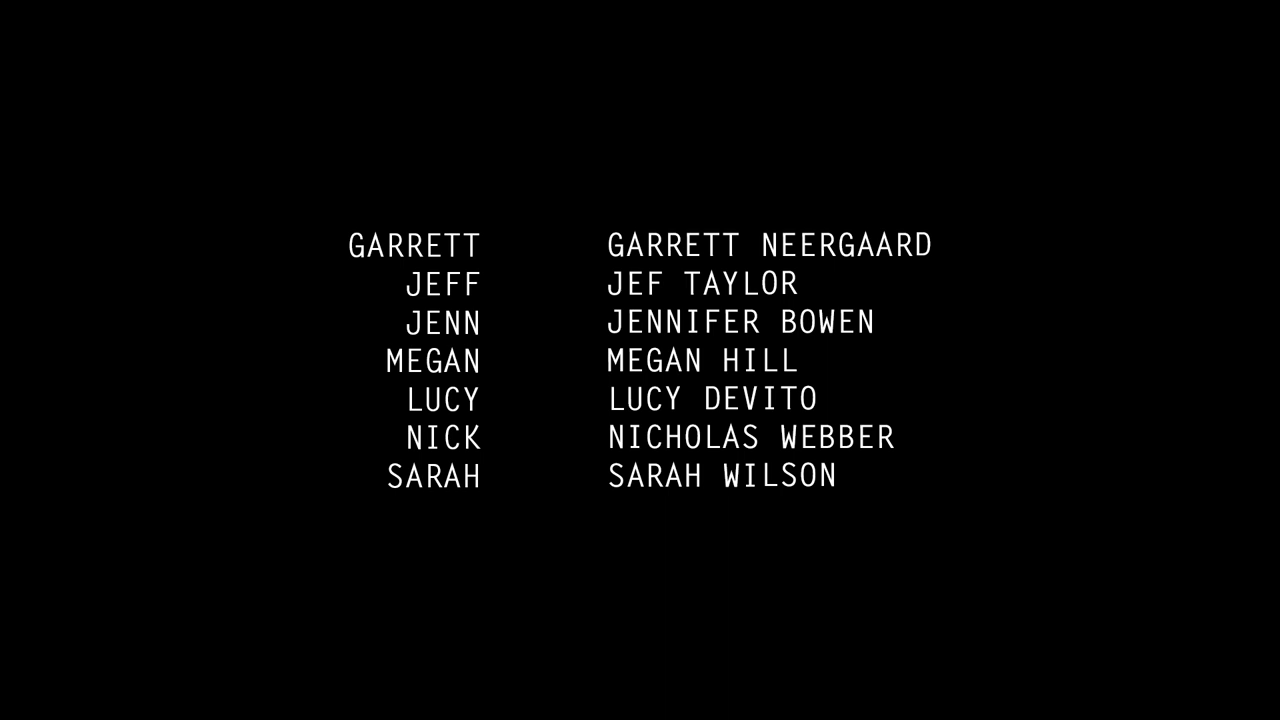 GARRETT GARRETT NEERGAARD
JEFF JEF TAYLOR
JENN JENNIFER BOWEN
MEGAN MEGAN HILL
LUCY LUCY DEVITO
NICK NICHOLAS WEBBER
SARAH SARAH WILSON